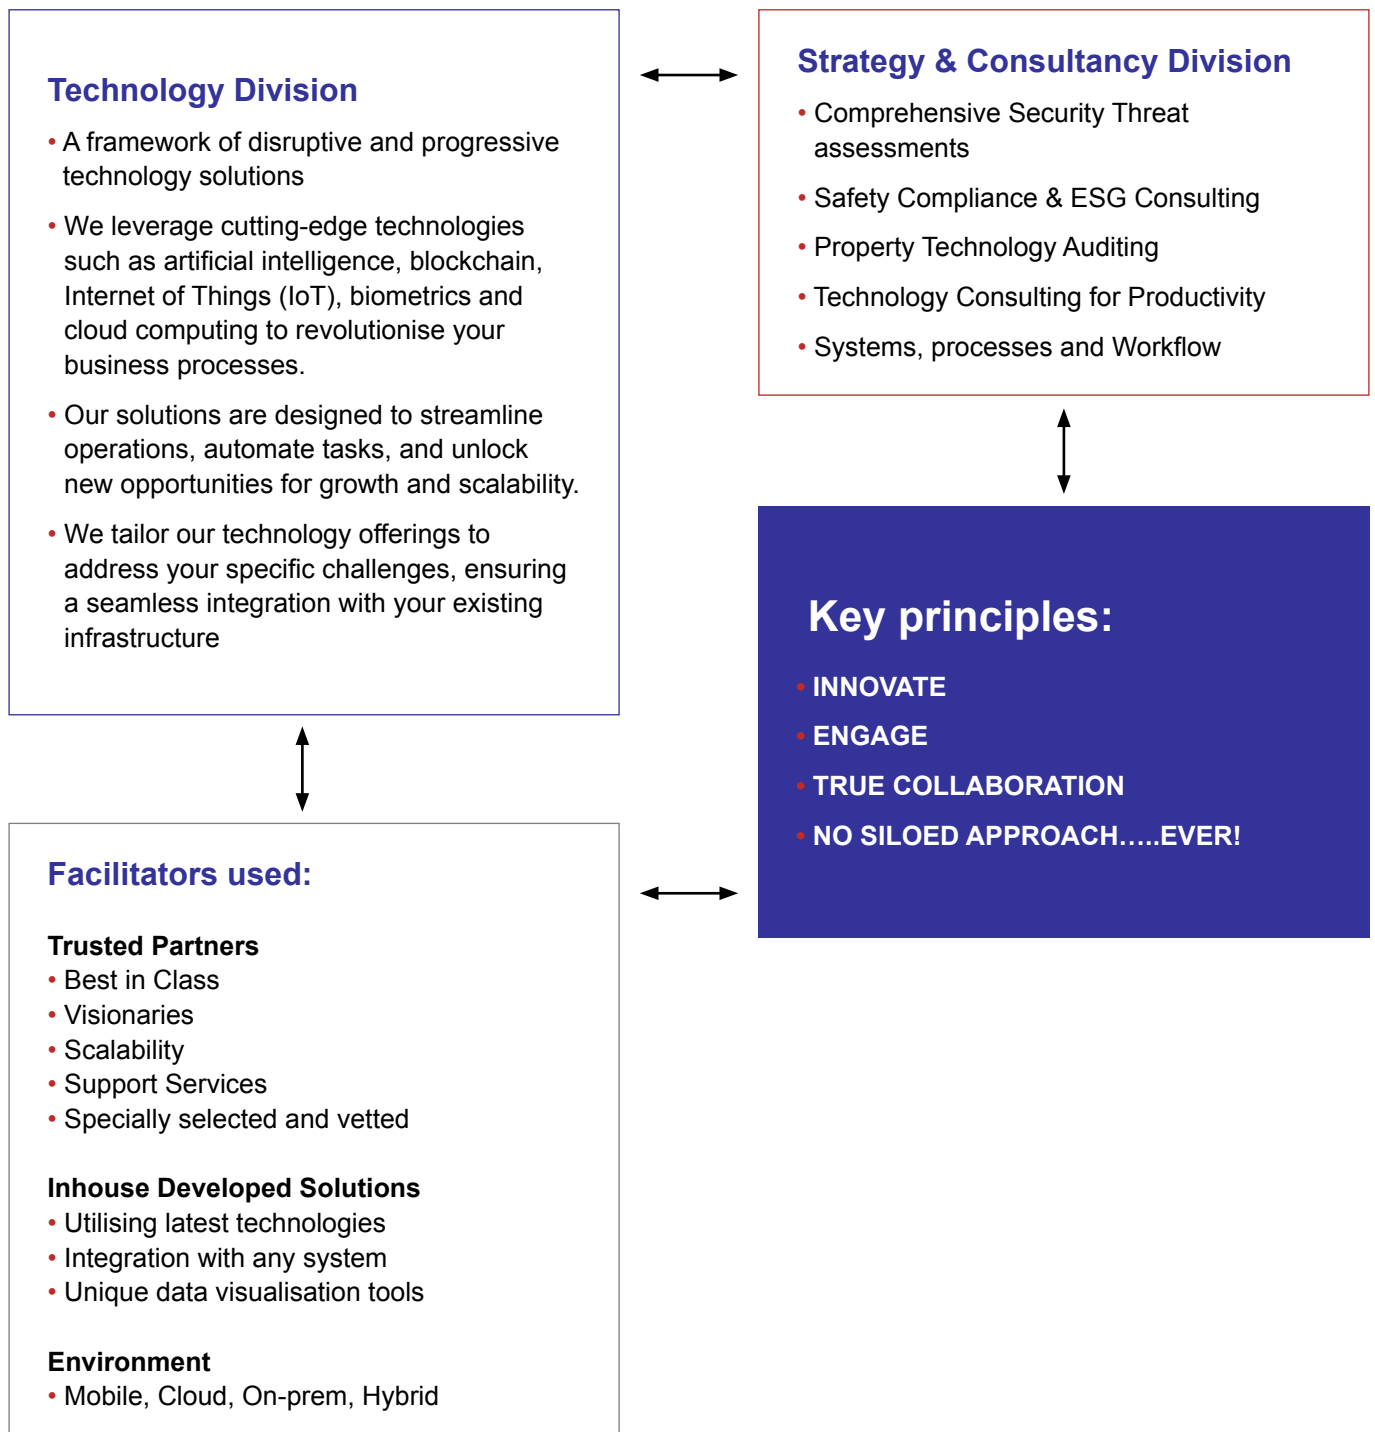 Technology Division
• A framework of disruptive and progressive
technology solutions
• We leverage cutting-edge technologies
such as artificial intelligence, blockchain,
Internet of Things (IoT), biometrics and
cloud computing to revolutionise your
business processes.
• Our solutions are designed to streamline
operations, automate tasks, and unlock
new opportunities for growth and scalability.
• We tailor our technology offerings to
address your specific challenges, ensuring
a seamless integration with your existing
infrastructure
Strategy & Consultancy Division
• Comprehensive Security Threat
assessments
• Safety Compliance & ESG Consulting
• Property Technology Auditing
• Technology Consulting for Productivity
• Systems, processes and Workflow
Key principles:
• INNOVATE
• ENGAGE
• TRUE COLLABORATION
• NO SILOED APPROACH…..EVER!
Facilitators used:
Trusted Partners
• Best in Class
• Visionaries
• Scalability
• Support Services
• Specially selected and vetted
Inhouse Developed Solutions
• Utilising latest technologies
• Integration with any system
• Unique data visualisation tools
Environment
• Mobile, Cloud, On-prem, Hybrid